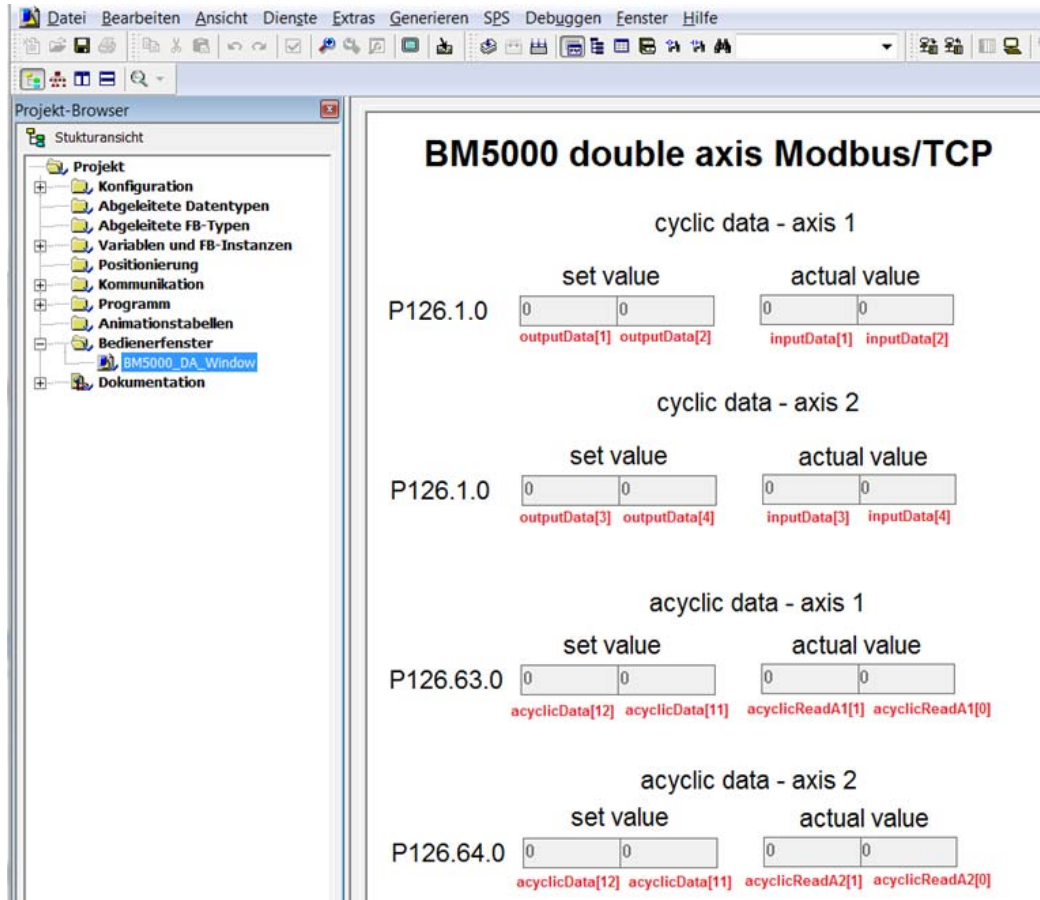 Datei Bearbeiten Ansicht Dienste Extras Generieren SPS Debuggen Fenster Hilfe
Projekt-Browser
Stukturansicht
Projekt
Konfiguration
Abgeleitete Datentypen
Abgeleitete FB-Typen
Variablen und FB-Instanzen
Positionierung
Kommunikation
Programm
Animationstabellen
Bedienerfenster
BM5000_DA_Window
Dokumentation
BM5000 double axis Modbus/TCP
cyclic data - axis 1
set value actual value
P126.1.0 0 0 0 0
outputData[1] outputData[2] inputData[1] inputData[2]
cyclic data - axis 2
set value actual value
P126.1.0 0 0 0 0
outputData[3] outputData[4] inputData[3] inputData[4]
acyclic data - axis 1
set value actual value
P126.63.0 0 0 0 0
acyclicData[12] acyclicData[11] acyclicReadA1[1] acyclicReadA1[0]
acyclic data - axis 2
set value actual value
P126.64.0 0 0 0 0
acyclicData[12] acyclicData[11] acyclicReadA2[1] acyclicReadA2[0]